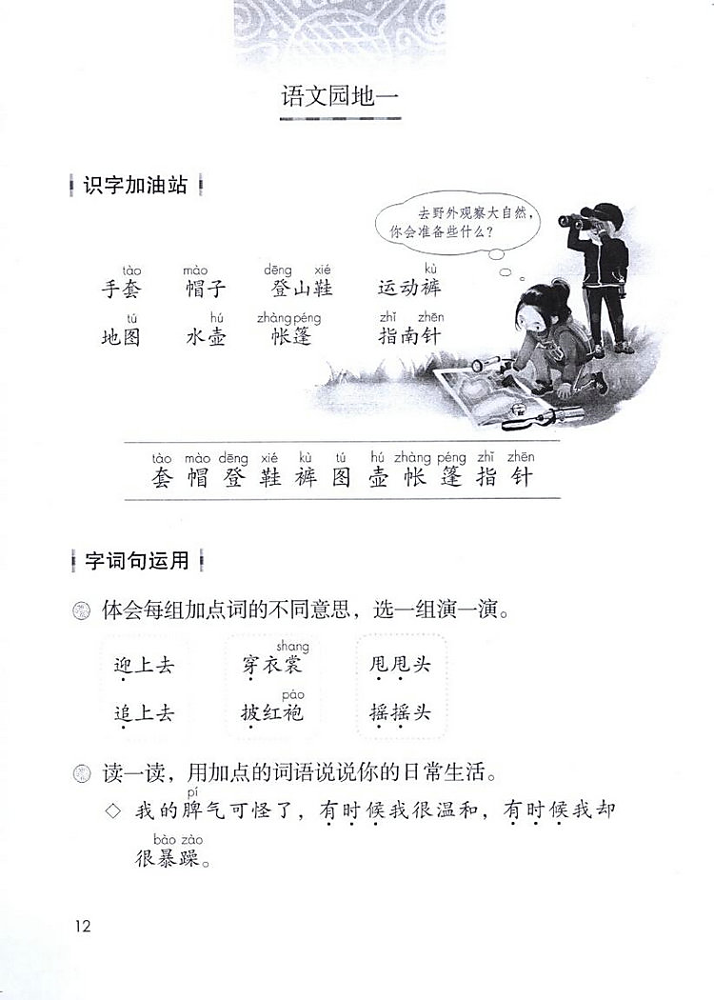 语文园地一
识字加油站
去野外观察大自然，
你会准备些什么？
tào mào dēng xié kù
手套 帽子 登山鞋 运动裤
tú hú zhàng péng zhǐ zhēn
地图 水壶 帐篷 指南针
tào mào dēng xié kù tú hú zhàng péng zhǐ zhēn
套 帽 登 鞋 裤 图 壶 帐 篷 指 针
字词句运用
体会每组加点词的不同意思，选一组演一演。
shang
迎上去 穿衣裳 甩甩头
páo
追上去 披红袍 摇摇头
读一读，用加点的词语说说你的日常生活。
pí
◇ 我的脾气可怪了，有时候我很温和，有时候我却
bào zào
很暴躁。
12